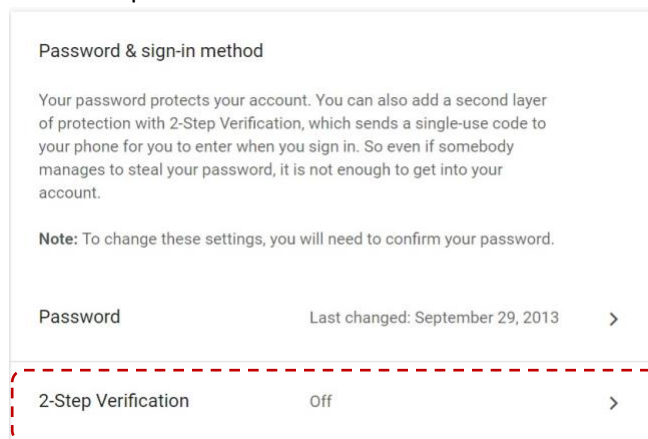 Password & sign-in method
Your password protects your account. You can also add a second layer
of protection with 2-Step Verification, which sends a single-use code to
your phone for you to enter when you sign in. So even if somebody
manages to steal your password, it is not enough to get into your
account.
Note: To change these settings, you will need to confirm your password.
Password Last changed: September 29, 2013 >
2-Step Verification Off >